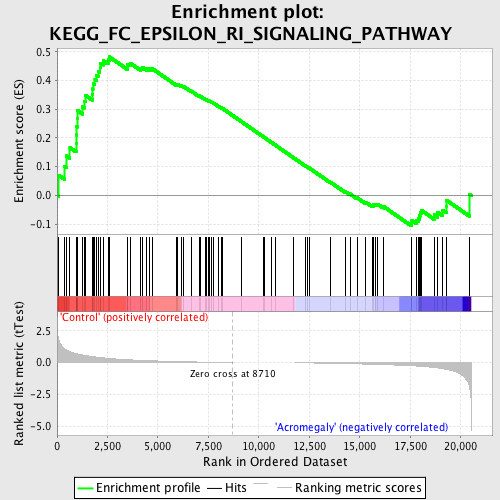 Enrichment plot:
KEGG_FC_EPSILON_RI_SIGNALING_PATHWAY
Enrichment score (ES)
0.5
0.4
0.3
0.2
0.1
0.0
-0.1
'Control' (positively correlated)
Ranked list metric (tTest)
2.5
0.0
-2.5
-5.0
Zero cross at 8710
'Acromegaly' (negatively correlated)
0 2,500 5,000 7,500 10,000 12,500 15,000 17,500 20,000
Rank in Ordered Dataset
Enrichment profile Hits Ranking metric scores